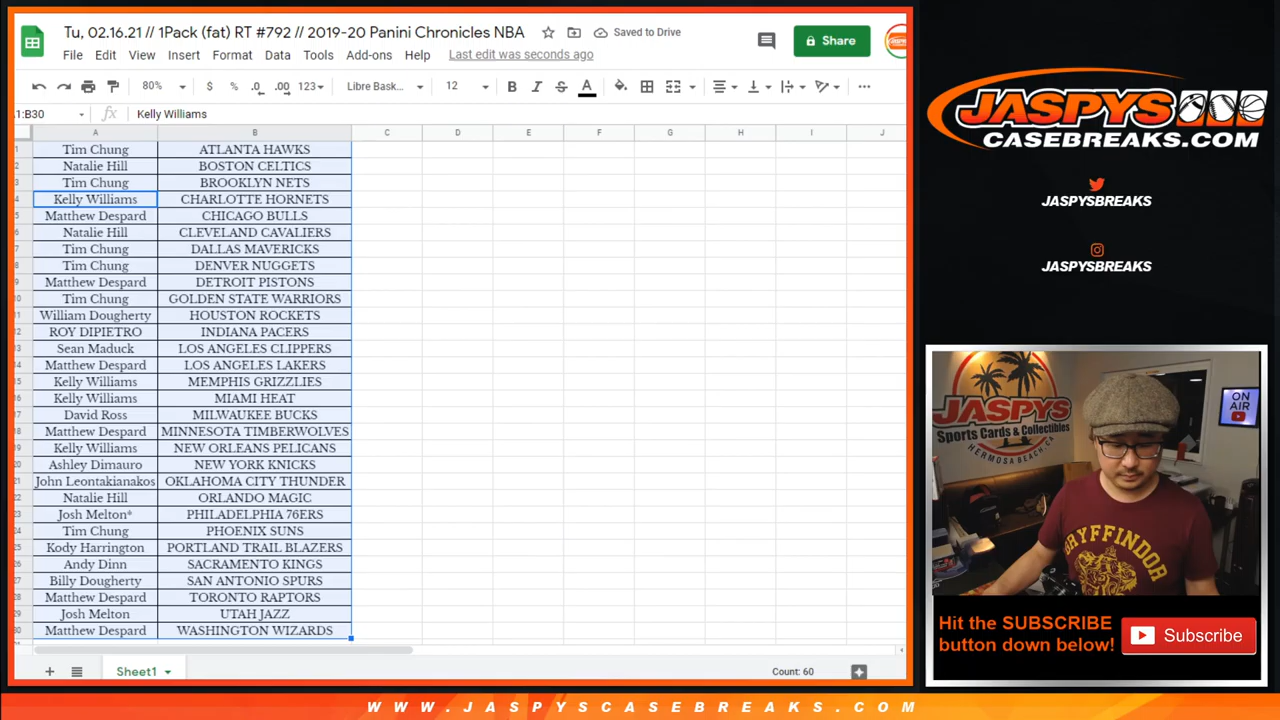 Tu, 02.16.21 // 1Pack (fat) RT #792 // 2019-20 Panini Chronicles NBA
Saved to Drive
Share
File Edit View Insert Format Data Tools Add-ons Help Last edit was seconds ago
80% $ % .0 .00 123 Libre Bask... 12 B I S A
1:B30 fx Kelly Williams
A B C D E F G H I J
1 Tim Chung ATLANTA HAWKS
2 Natalie Hill BOSTON CELTICS
3 Tim Chung BROOKLYN NETS
4 Kelly Williams CHARLOTTE HORNETS
5 Matthew Despard CHICAGO BULLS
6 Natalie Hill CLEVELAND CAVALIERS
7 Tim Chung DALLAS MAVERICKS
8 Tim Chung DENVER NUGGETS
9 Matthew Despard DETROIT PISTONS
10 Tim Chung GOLDEN STATE WARRIORS
11 William Dougherty HOUSTON ROCKETS
12 ROY DIPIETRO INDIANA PACERS
13 Sean Maduck LOS ANGELES CLIPPERS
14 Matthew Despard LOS ANGELES LAKERS
15 Kelly Williams MEMPHIS GRIZZLIES
16 Kelly Williams MIAMI HEAT
17 David Ross MILWAUKEE BUCKS
18 Matthew Despard MINNESOTA TIMBERWOLVES
19 Kelly Williams NEW ORLEANS PELICANS
20 Ashley Dimauro NEW YORK KNICKS
21 John Leontakianakos OKLAHOMA CITY THUNDER
22 Natalie Hill ORLANDO MAGIC
23 Josh Melton* PHILADELPHIA 76ERS
24 Tim Chung PHOENIX SUNS
25 Kody Harrington PORTLAND TRAIL BLAZERS
26 Andy Dinn SACRAMENTO KINGS
27 Billy Dougherty SAN ANTONIO SPURS
28 Matthew Despard TORONTO RAPTORS
29 Josh Melton UTAH JAZZ
30 Matthew Despard WASHINGTON WIZARDS
Sheet1
Count: 60
JASPYS
CASEBREAKS.COM
JASPYSBREAKS
JASPYSBREAKS
JASPYS
Sports Cards & Collectibles
HERMOSA BEACH, CA
ON
AIR
GRYFFINDOR
Hit the SUBSCRIBE
button down below!
Subscribe
WWW.JASPYSCASEBREAKS.COM